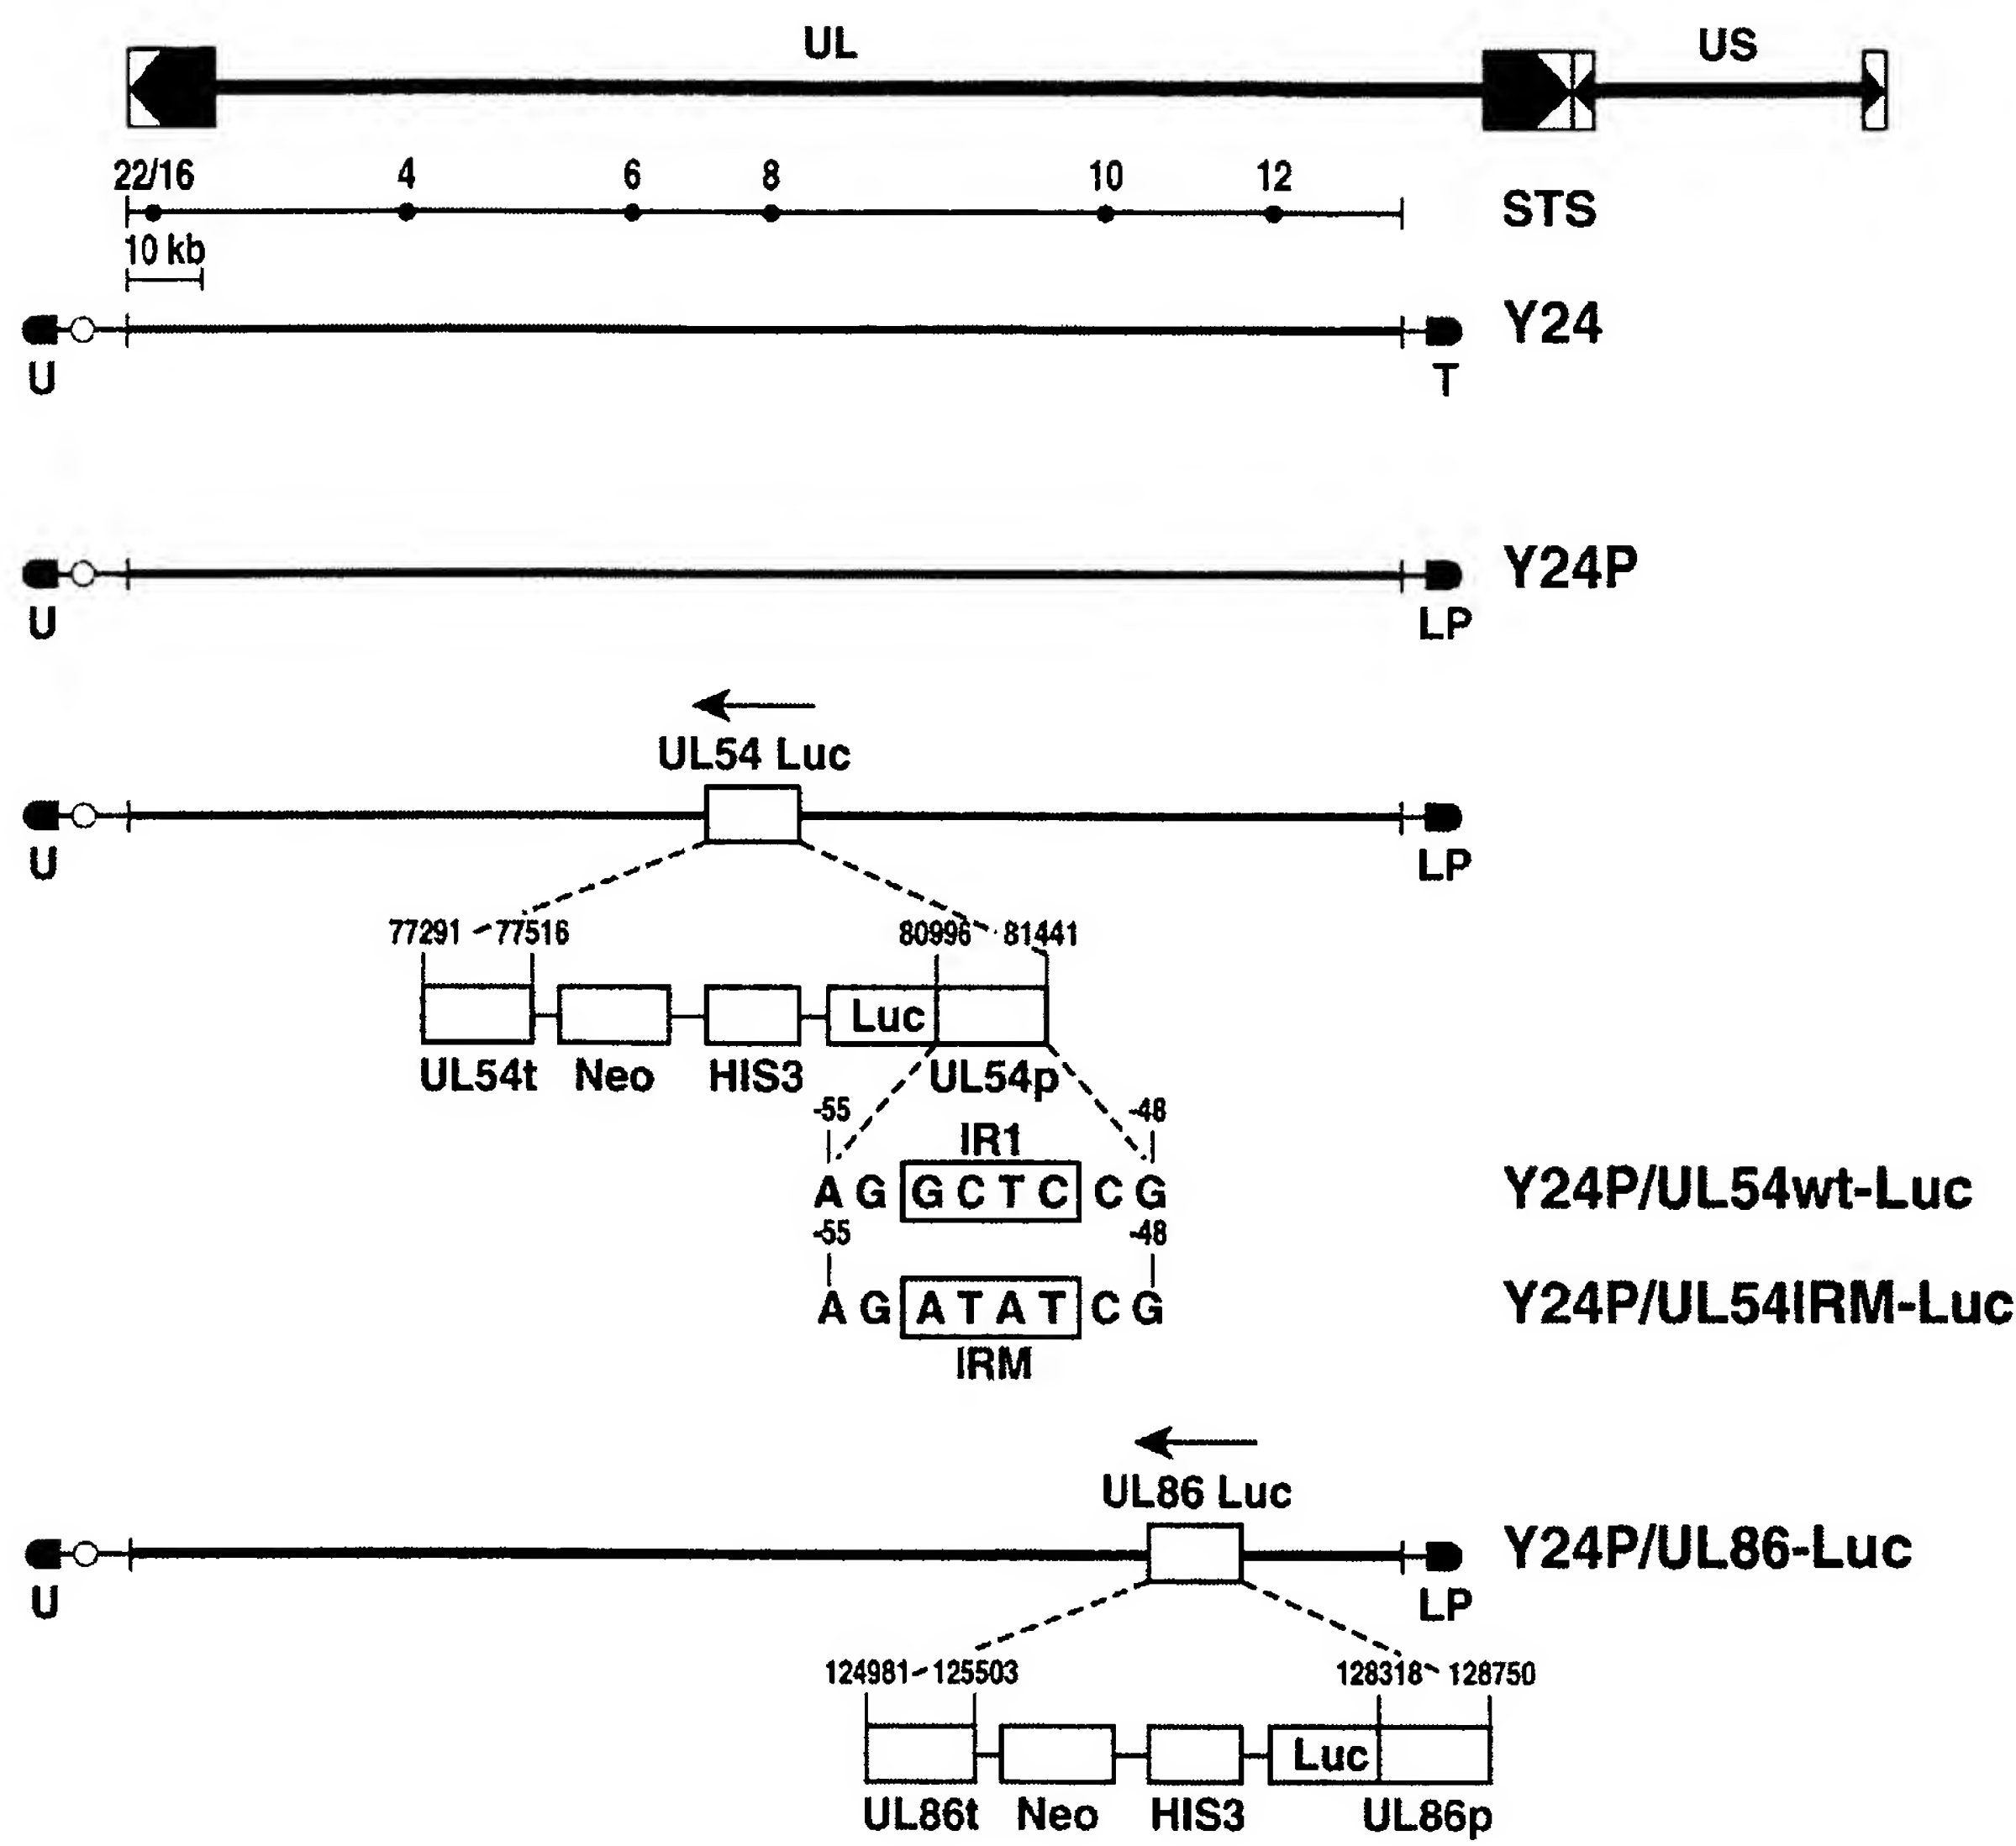 UL US
22/16 4 6 8 10 12 STS
10 kb
Y24
U T
Y24P
U LP
UL54 Luc
U LP
77291 77516 80996 81441
Luc
UL54t Neo HIS3 UL54p
-55 -48
IR1
A G G C T C C G Y24P/UL54wt-Luc
-55 -48
A G A T A T C G Y24P/UL54IRM-Luc
IRM
UL86 Luc
Y24P/UL86-Luc
U LP
124981 125503 128318 128750
Luc
UL86t Neo HIS3 UL86p